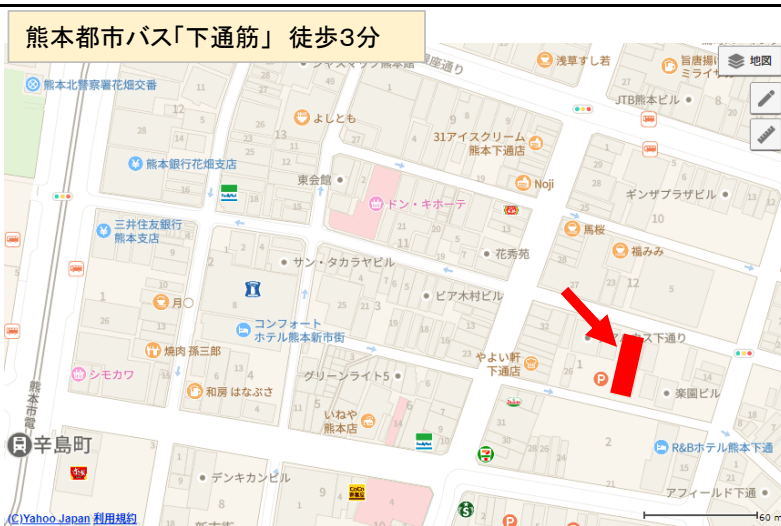 熊本都市バス「下通筋」 徒歩3分
銀座通り
浅草すし若
地図
熊本北警察署花畑交番
JTB熊本ビル
よしとも
31アイスクリーム
熊本下通店
熊本銀行花畑支店
東会館
Noji
ギンザプラザビル
ドン・キホーテ
三井住友銀行
熊本支店
馬桜
花秀苑
福みみ
サン・タカラヤビル
ビア木村ビル
月〇
コンフォート
ホテル熊本新市街
焼肉 孫三郎
やよい軒
下通店
シモカワ
グリーンライト5
和房 はなぶさ
楽園ビル
熊本市電
いねや
熊本店
辛島町
R&Bホテル熊本下通
デンキカンビル
アフィールド下通
(C)Yahoo Japan 利用規約